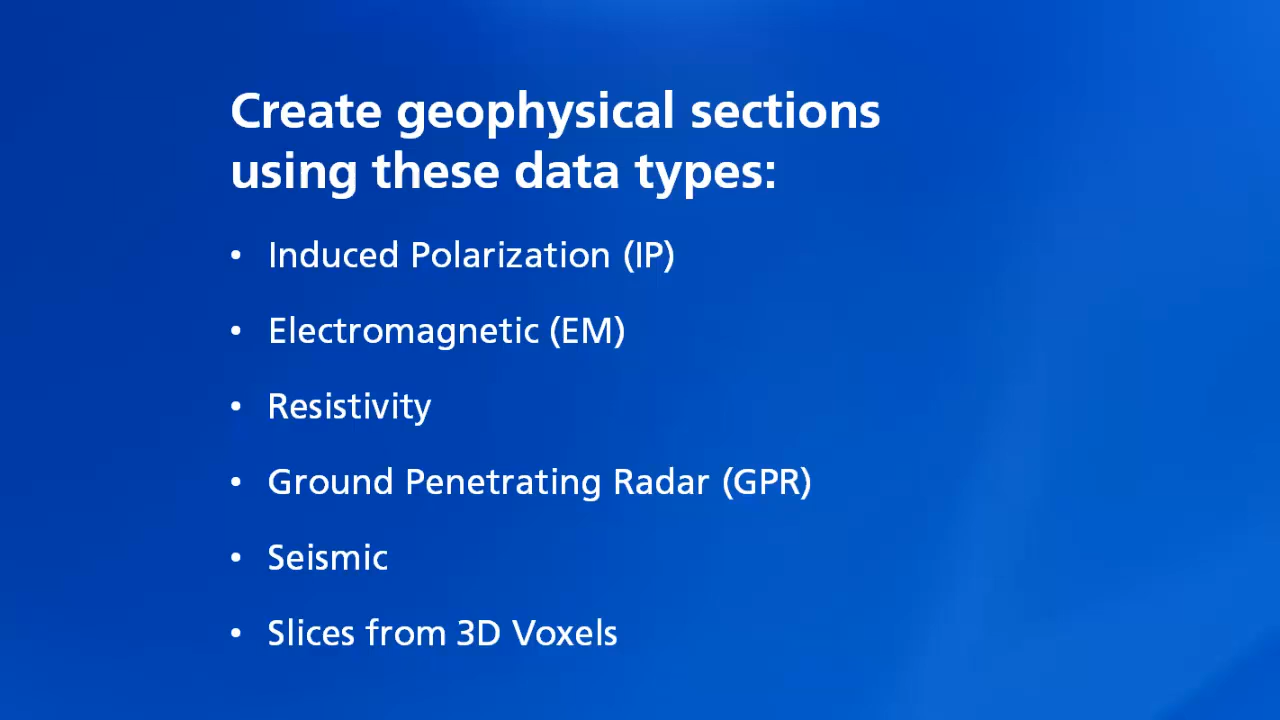 Create geophysical sections
using these data types:
• Induced Polarization (IP)
• Electromagnetic (EM)
• Resistivity
• Ground Penetrating Radar (GPR)
• Seismic
• Slices from 3D Voxels